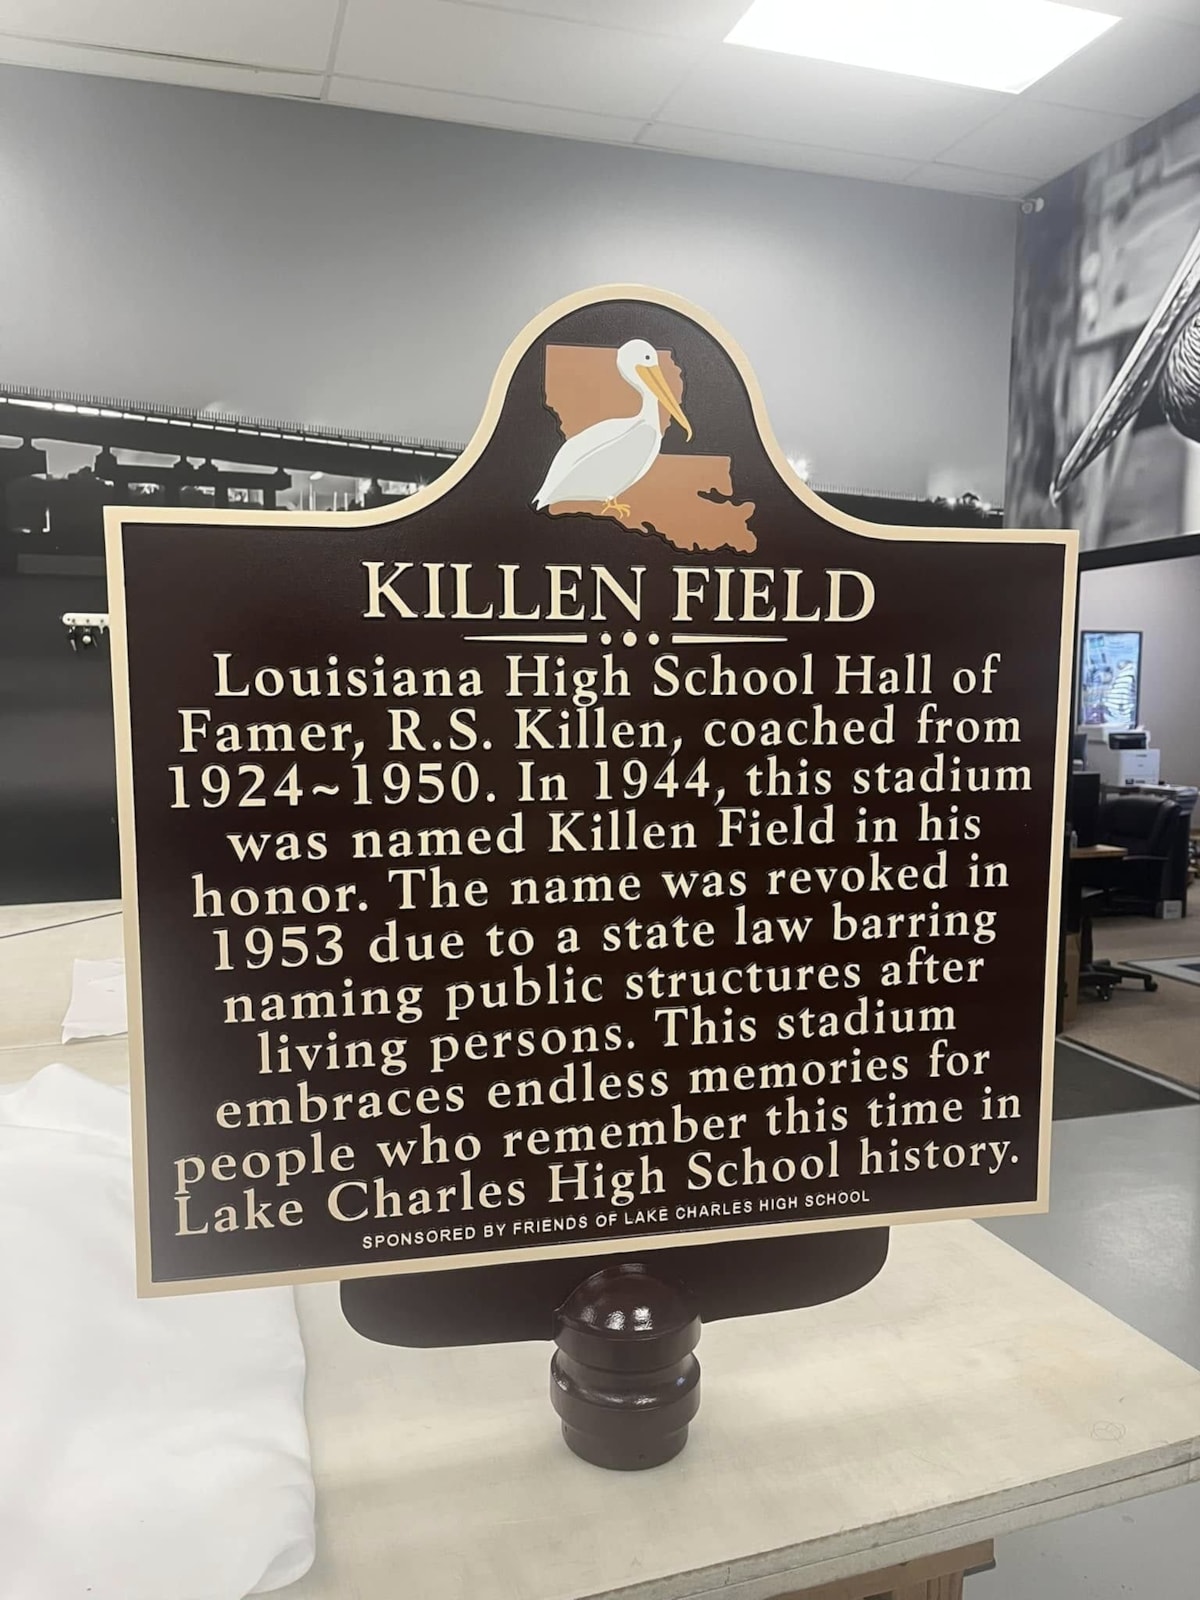 KILLEN FIELD
Louisiana High School Hall of
Famer, R.S. Killen, coached from
1924~1950. In 1944, this stadium
was named Killen Field in his
honor. The name was revoked in
1953 due to a state law barring
naming public structures after
living persons. This stadium
embraces endless memories for
people who remember this time in
Lake Charles High School history.
SPONSORED BY FRIENDS OF LAKE CHARLES HIGH SCHOOL